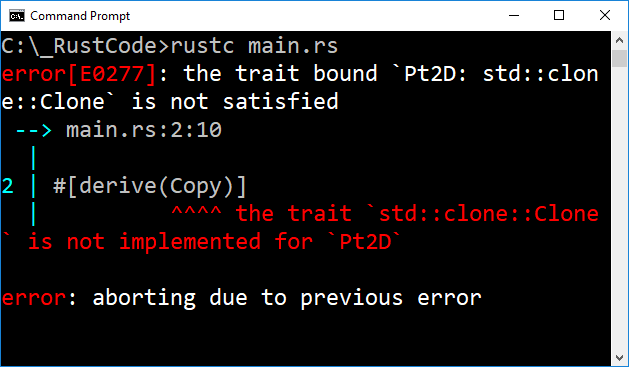 Command Prompt
C:\_RustCode>rustc main.rs
error[E0277]: the trait bound `Pt2D: std::clon
e::Clone` is not satisfied
 --> main.rs:2:10
  |
2 | #[derive(Copy)]
  |          ^^^^ the trait `std::clone::Clone
` is not implemented for `Pt2D`
error: aborting due to previous error